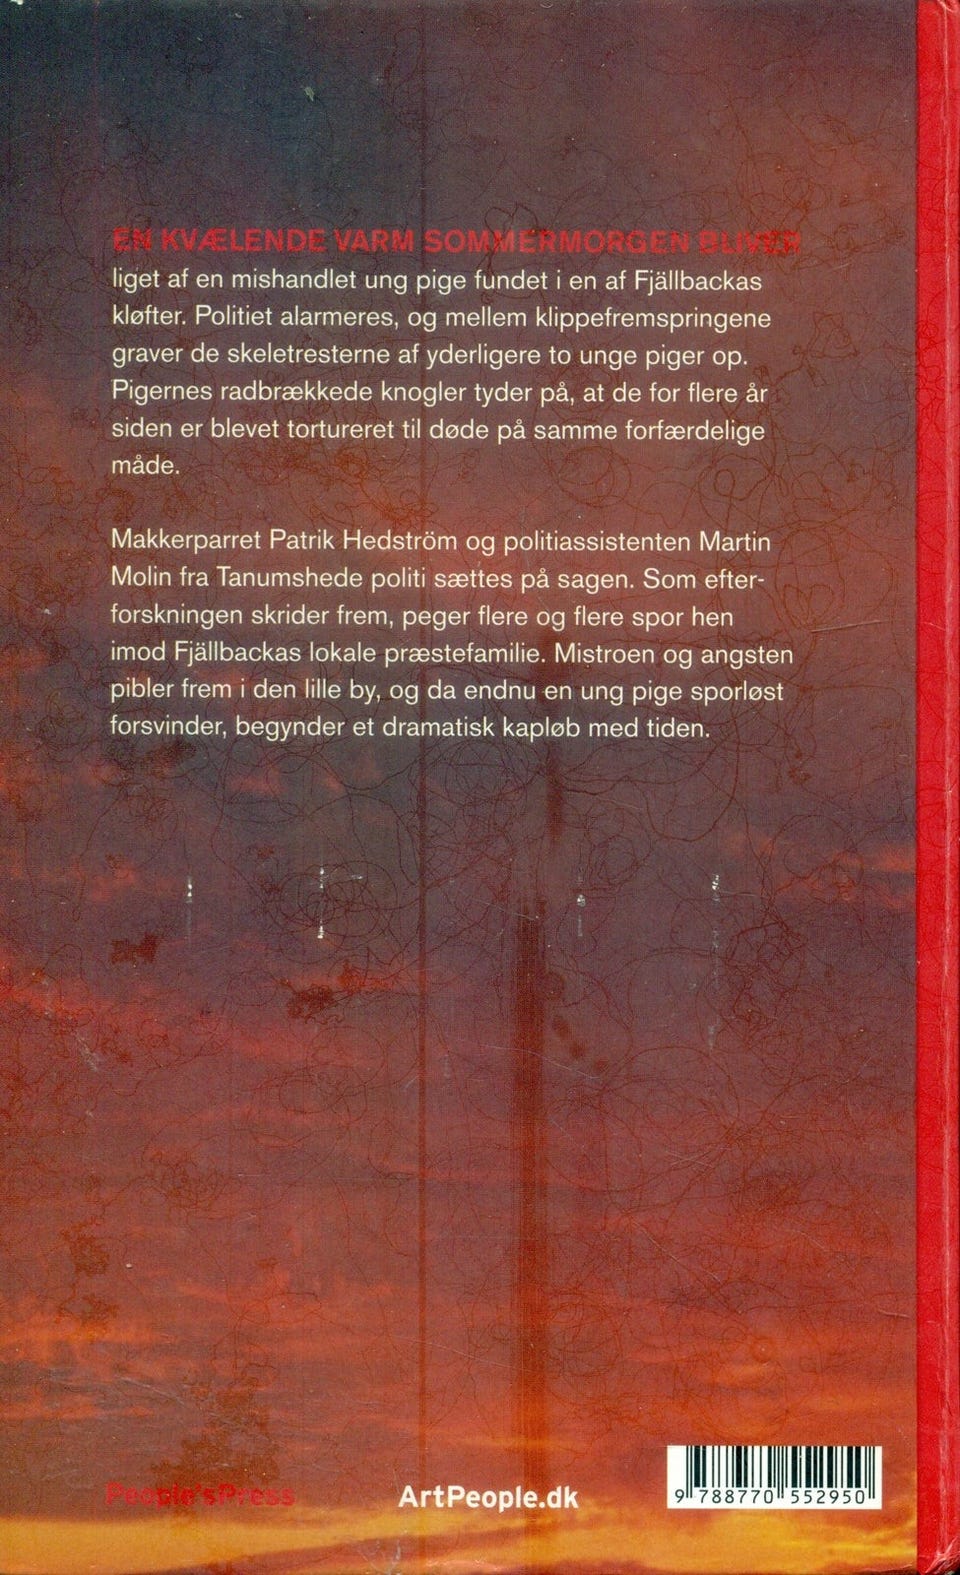 EN KVÆLENDE VARM SOMMERMORGEN BLIVER
liget af en mishandlet ung pige fundet i en af Fjällbackas
kløfter. Politiet alarmeres, og mellem klippefremspringene
graver de skeletresterne af yderligere to unge piger op.
Pigernes radbrækkede knogler tyder på, at de for flere år
siden er blevet tortureret til døde på samme forfærdelige
måde.
Makkerparret Patrik Hedström og politiassistenten Martin
Molin fra Tanumshede politi sættes på sagen. Som efter-
forskningen skrider frem, peger flere og flere spor hen
imod Fjällbackas lokale præstefamilie. Mistroen og angsten
pibler frem i den lille by, og da endnu en ung pige sporløst
forsvinder, begynder et dramatisk kapløb med tiden.
People'sPress
ArtPeople.dk
9 788770 552950